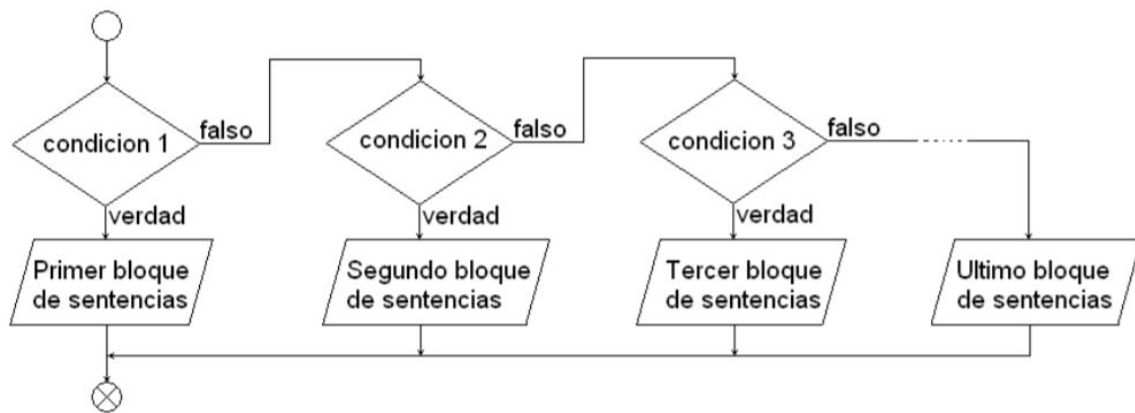 condicion 1
falso
condicion 2
falso
condicion 3
falso
verdad
verdad
verdad
Primer bloque
de sentencias
Segundo bloque
de sentencias
Tercer bloque
de sentencias
Ultimo bloque
de sentencias